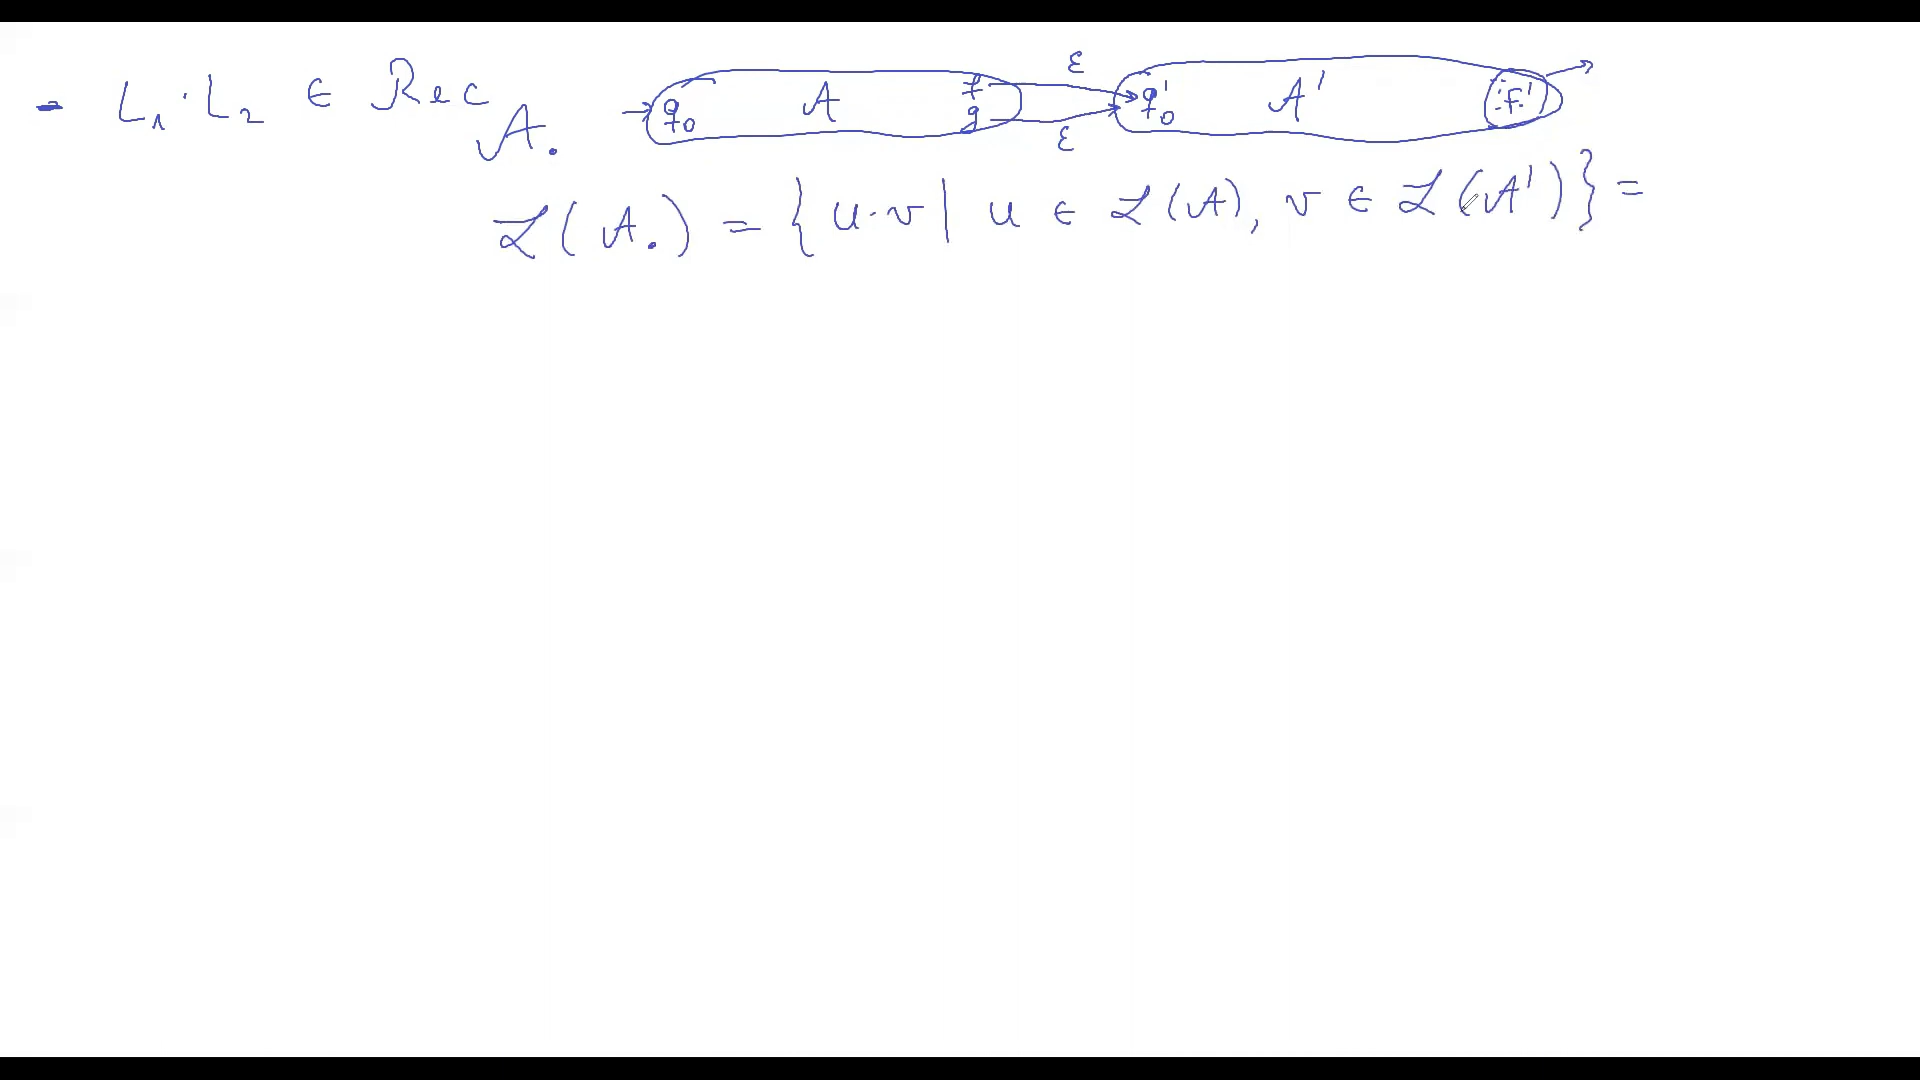 - L₁·L₂ ∈ Rec
𝒜. → q₀ 𝒜 f g ε ε q₀' 𝒜' F' →
ℒ(𝒜.) = { u·v | u ∈ ℒ(𝒜), v ∈ ℒ(𝒜') } =